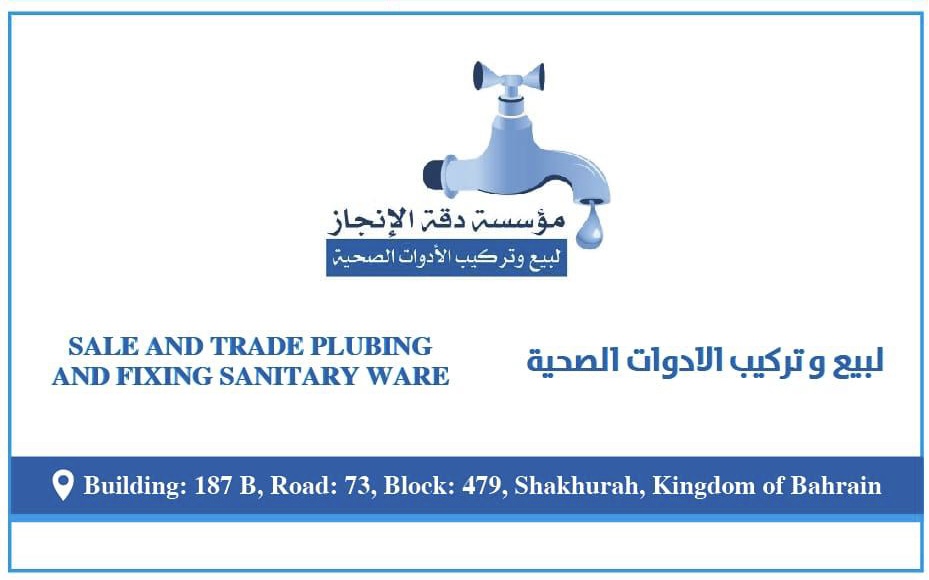 مؤسسة دقة الإنجاز
لبيع وتركيب الأدوات الصحية
SALE AND TRADE PLUBING
AND FIXING SANITARY WARE
لبيع و تركيب الادوات الصحية
Building: 187 B, Road: 73, Block: 479, Shakhurah, Kingdom of Bahrain